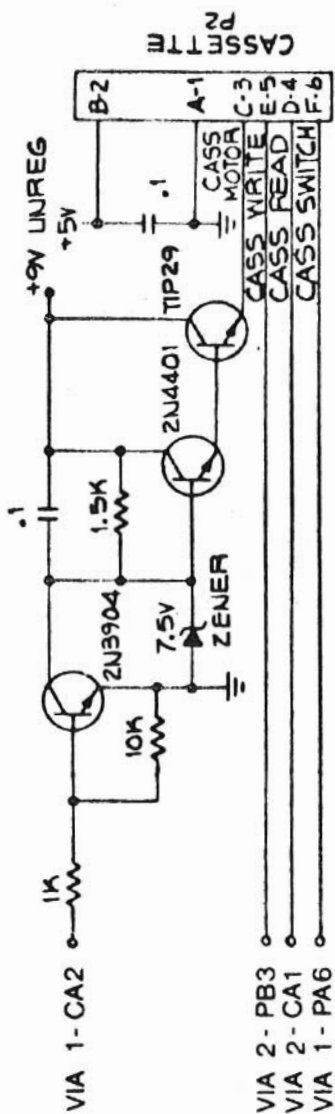 CASSETTE
P2
B-2
A-1
C-3
E-5
D-4
F-6
+5V
.1
CASS
MOTOR
CASS WRITE
CASS READ
CASS SWITCH
+9V UNREG
TIP29
2N4401
.1
1.5K
2N3904
7.5V
ZENER
10K
1K
VIA 1-CA2
VIA 2-PB3
VIA 2-CA1
VIA 1-PA6